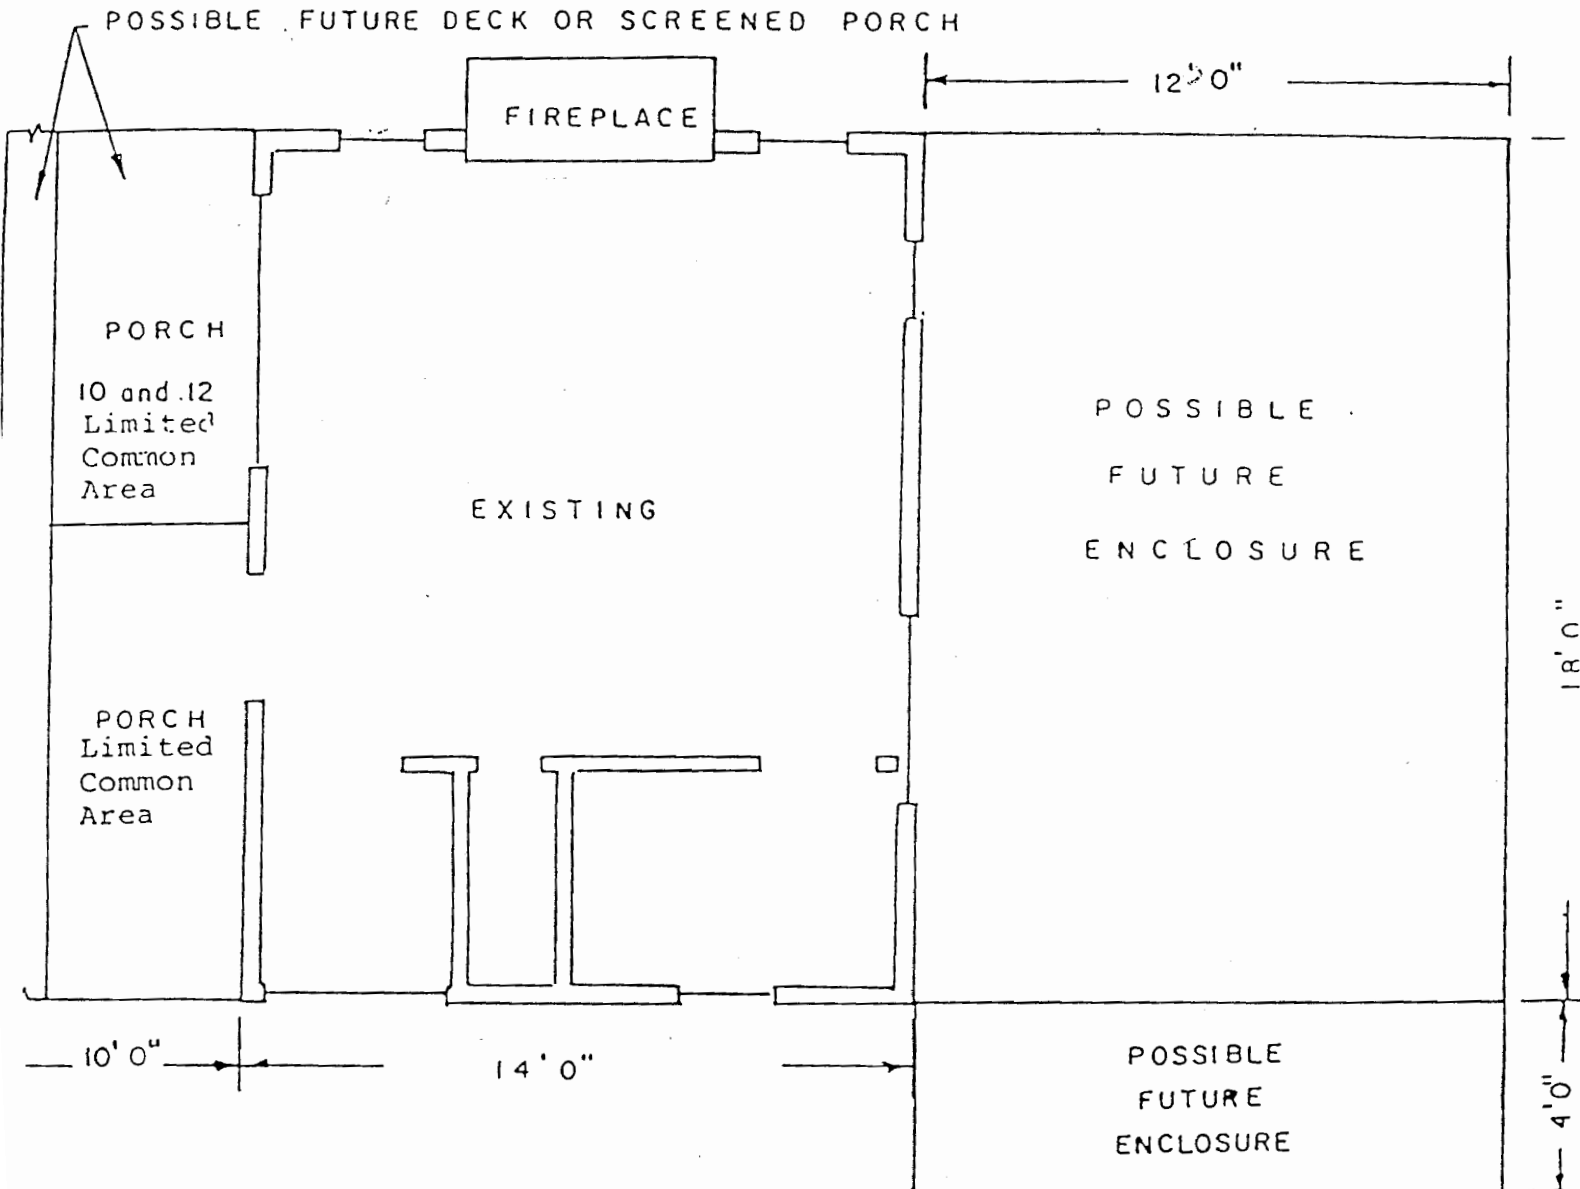 POSSIBLE FUTURE DECK OR SCREENED PORCH
12'0"
FIREPLACE
PORCH
10 and 12
Limited
Common
Area
EXISTING
POSSIBLE
FUTURE
ENCLOSURE
18'0"
PORCH
Limited
Common
Area
10'0"
14'0"
POSSIBLE
FUTURE
ENCLOSURE
4'0"